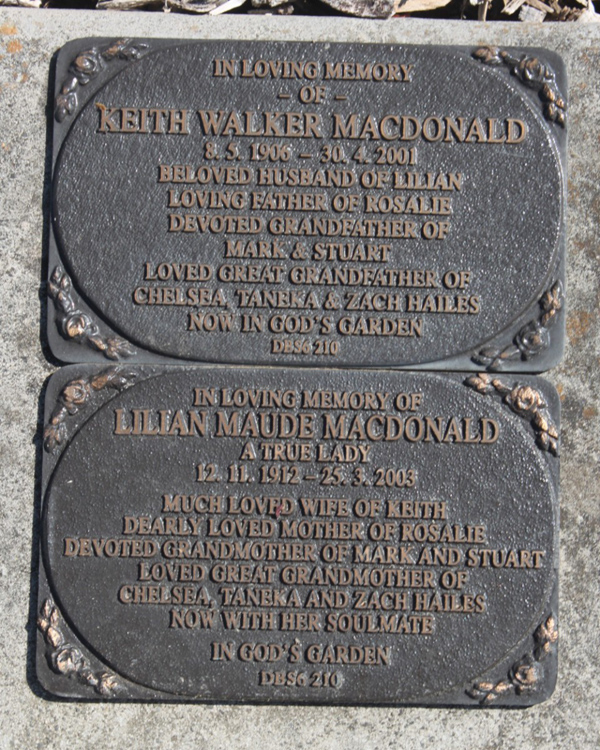 IN LOVING MEMORY
- OF -
KEITH WALKER MACDONALD
8. 5. 1906 - 30. 4. 2001
BELOVED HUSBAND OF LILIAN
LOVING FATHER OF ROSALIE
DEVOTED GRANDFATHER OF
MARK & STUART
LOVED GREAT GRANDFATHER OF
CHELSEA, TANEKA & ZACH HAILES
NOW IN GOD'S GARDEN
DBS6 210
IN LOVING MEMORY OF
LILIAN MAUDE MACDONALD
A TRUE LADY
12. 11. 1912 - 25. 3. 2003
MUCH LOVED WIFE OF KEITH
DEARLY LOVED MOTHER OF ROSALIE
DEVOTED GRANDMOTHER OF MARK AND STUART
LOVED GREAT GRANDMOTHER OF
CHELSEA, TANEKA AND ZACH HAILES
NOW WITH HER SOULMATE
IN GOD'S GARDEN
DBS6 210